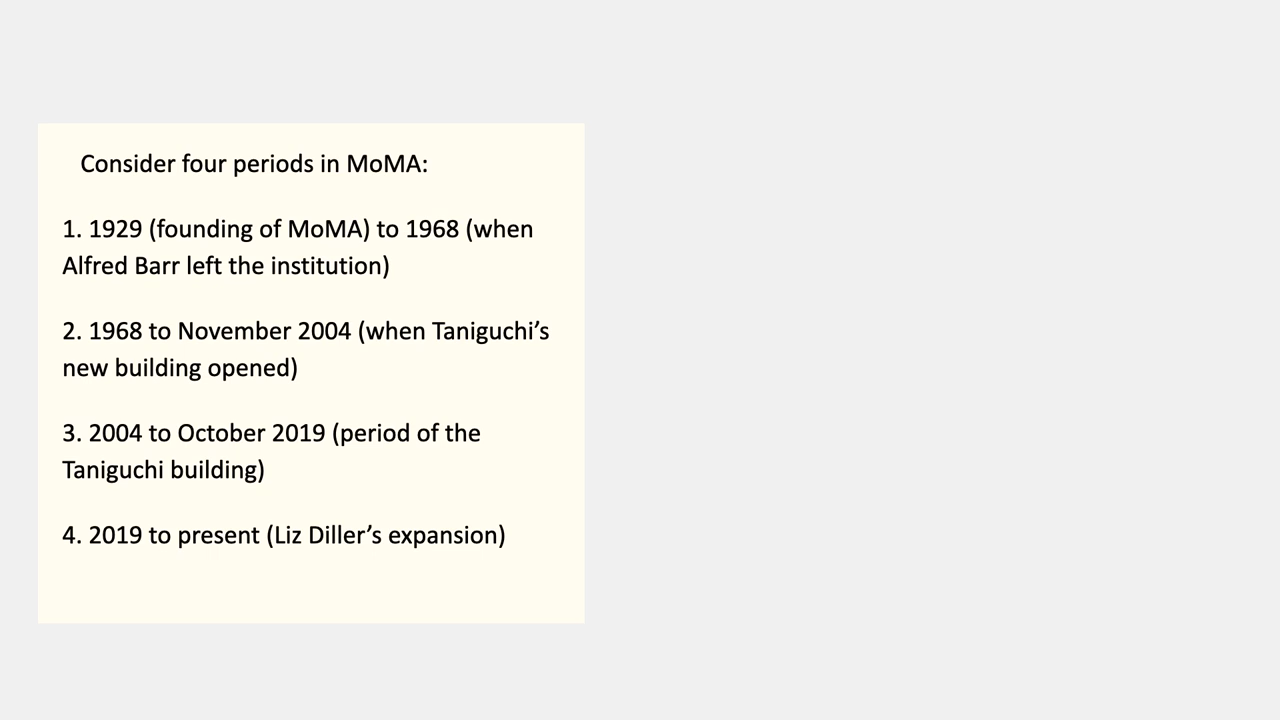 Consider four periods in MoMA:
1. 1929 (founding of MoMA) to 1968 (when
Alfred Barr left the institution)
2. 1968 to November 2004 (when Taniguchi’s
new building opened)
3. 2004 to October 2019 (period of the
Taniguchi building)
4. 2019 to present (Liz Diller’s expansion)